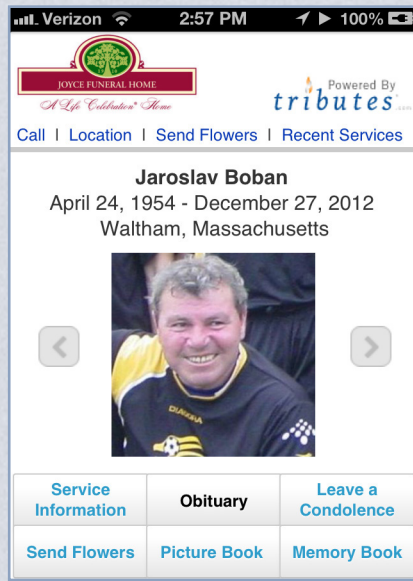 Verizon 2:57 PM 100%
JOYCE FUNERAL HOME
A Life Celebration® Home
Powered By
tributes.com
Call | Location | Send Flowers | Recent Services
Jaroslav Boban
April 24, 1954 - December 27, 2012
Waltham, Massachusetts
DIADORA
Service Information
Obituary
Leave a Condolence
Send Flowers
Picture Book
Memory Book